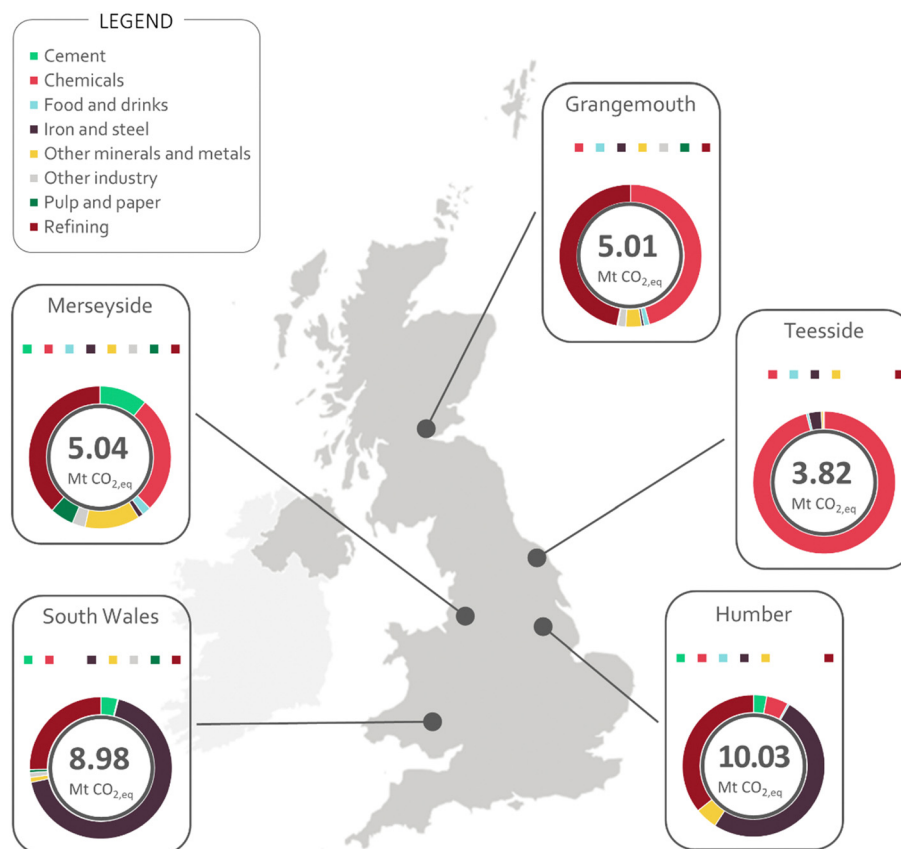 LEGEND
Cement
Chemicals
Food and drinks
Iron and steel
Other minerals and metals
Other industry
Pulp and paper
Refining
Grangemouth
5.01
Mt CO2,eq
Merseyside
5.04
Mt CO2,eq
Teesside
3.82
Mt CO2,eq
South Wales
8.98
Mt CO2,eq
Humber
10.03
Mt CO2,eq